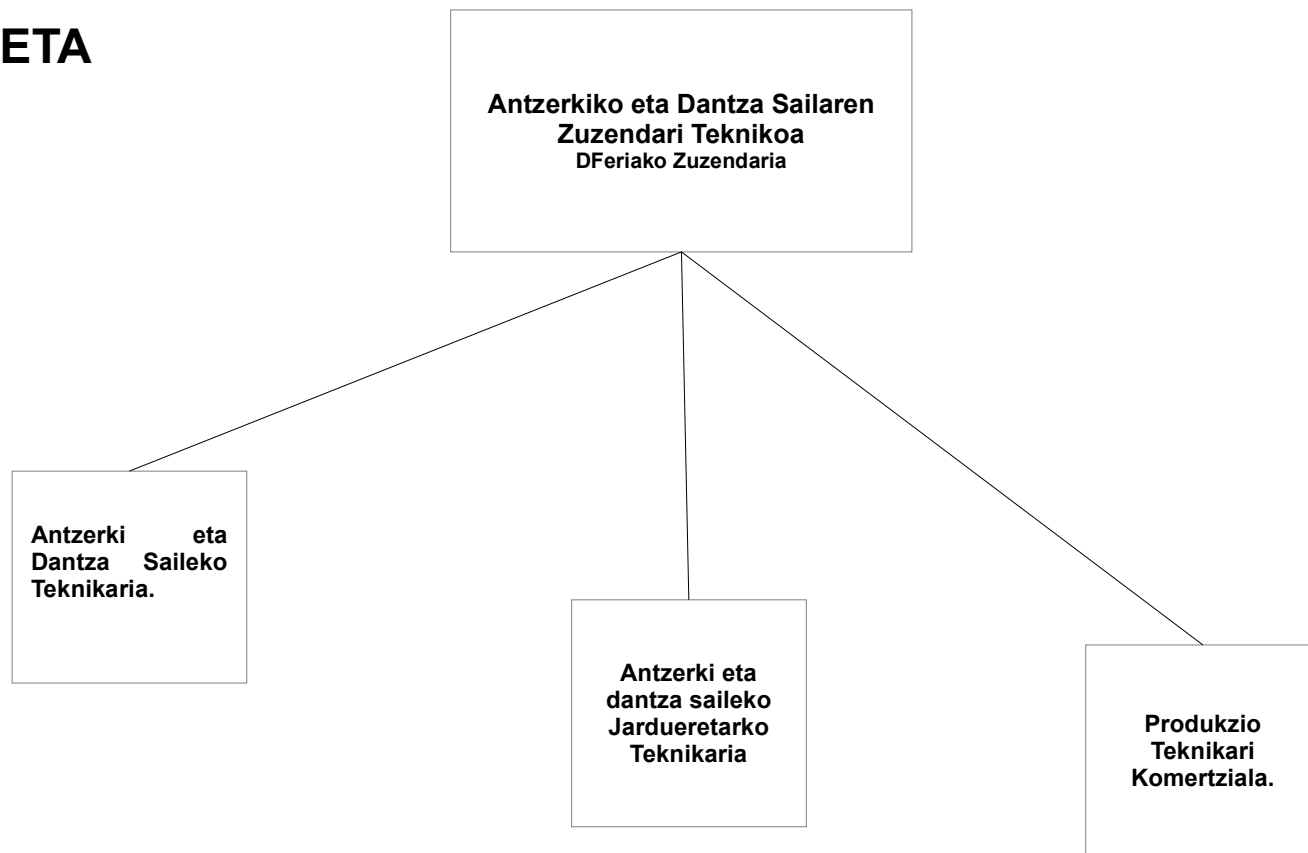 ETA
Antzerkiko eta Dantza Sailaren
Zuzendari Teknikoa
DFeriako Zuzendaria
Antzerki eta
Dantza Saileko
Teknikaria.
Antzerki eta
dantza saileko
Jardueretarko
Teknikaria
Produkzio
Teknikari
Komertziala.